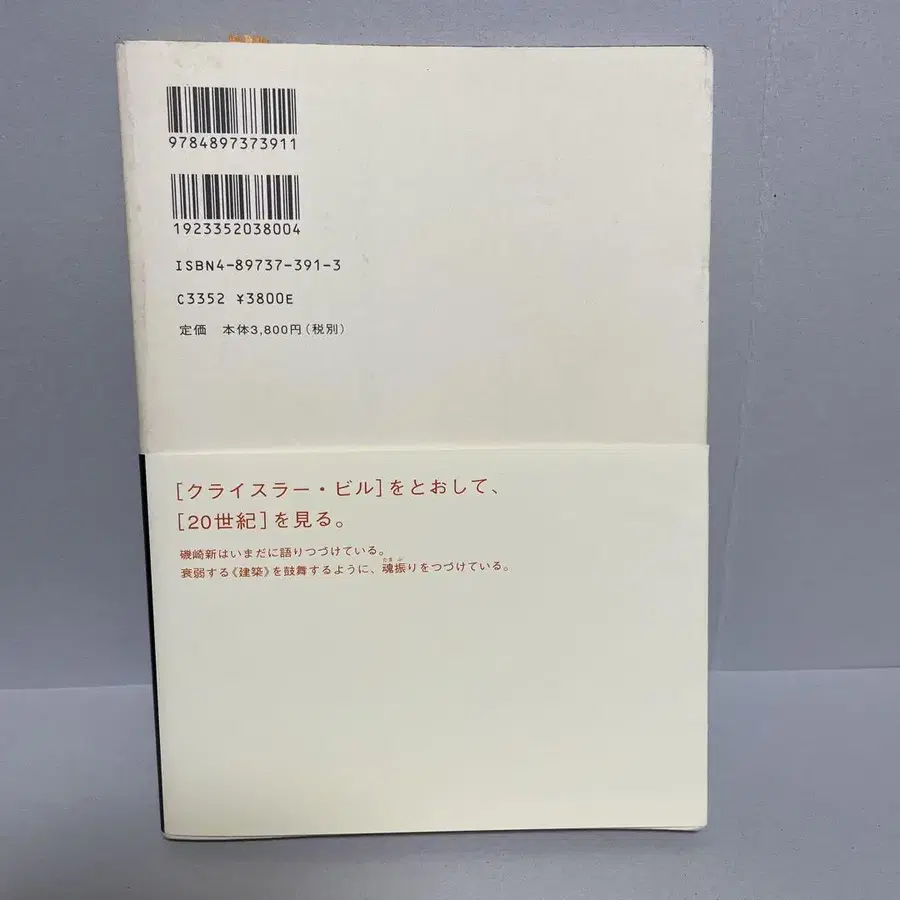 9784897373911
1923352038004
ISBN4-89737-391-3
C3352 ¥3800E
定価 本体3,800円(税別)
[クライスラー・ビル]をとおして、
[20世紀]を見る。
磯崎新はいまだに語りつづけている。
たま ふ
衰弱する《建築》を鼓舞するように、魂振りをつづけている。